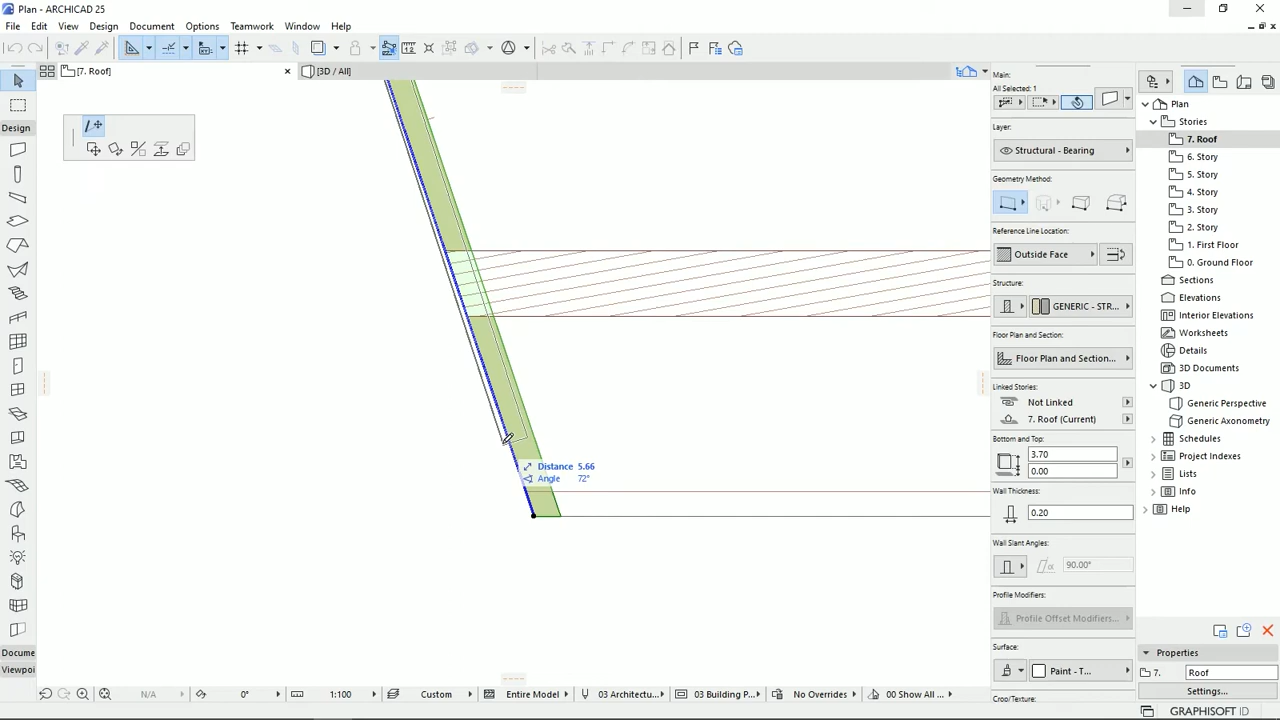 Plan - ARCHICAD 25
File Edit View Design Document Options Teamwork Window Help
[7. Roof] [3D / All]
Design
Docume
Viewpoi
Distance 5.66
Angle 72°
Main:
All Selected: 1
Layer:
Structural - Bearing
Geometry Method:
Reference Line Location:
Outside Face
Structure:
GENERIC - STR...
Floor Plan and Section:
Floor Plan and Section...
Linked Stories:
Not Linked
7. Roof (Current)
Bottom and Top:
3.70
0.00
Wall Thickness:
0.20
Wall Slant Angles:
α 90.00°
Profile Modifiers:
Profile Offset Modifiers...
Surface:
Paint - T...
Crop/Texture:
Plan
Stories
7. Roof
6. Story
5. Story
4. Story
3. Story
2. Story
1. First Floor
0. Ground Floor
Sections
Elevations
Interior Elevations
Worksheets
Details
3D Documents
3D
Generic Perspective
Generic Axonometry
Schedules
Project Indexes
Lists
Info
Help
Properties
7. Roof
Settings...
N/A 0° 1:100 Custom Entire Model 03 Architectu... 03 Building P... No Overrides 00 Show All ...
GRAPHISOFT ID